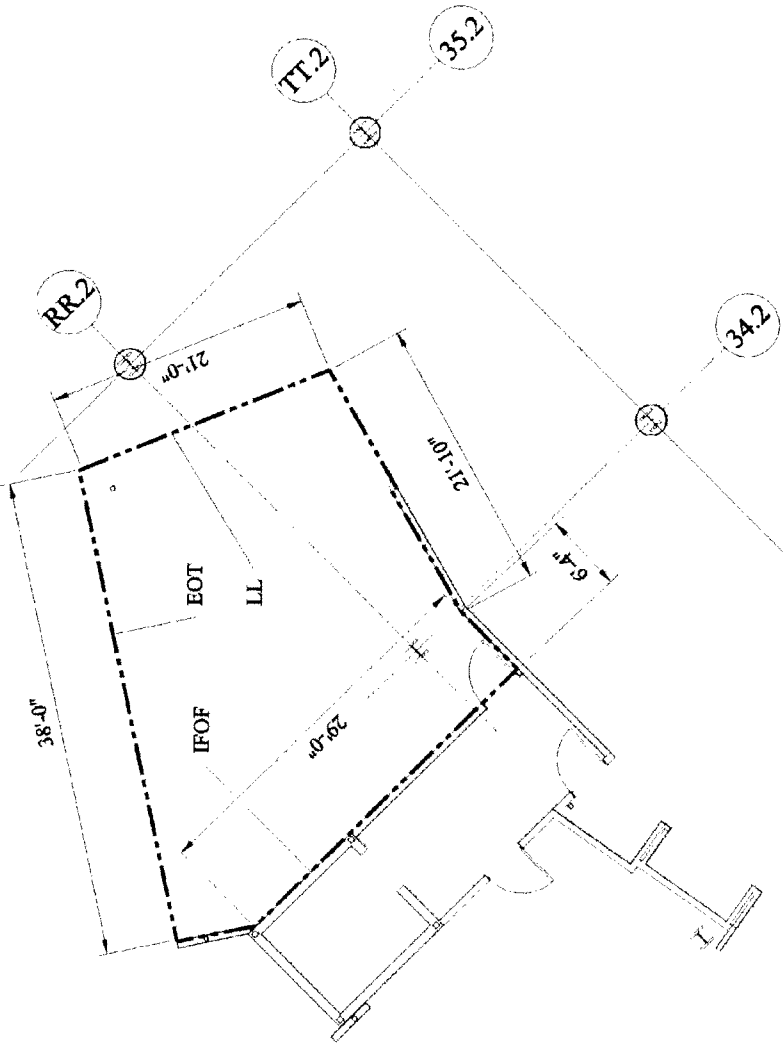 35.2
TT.2
RR.2
21'-0"
34.2
21'-10"
6'-4"
EOT
LL
38'-0"
IFOF
29'-0"